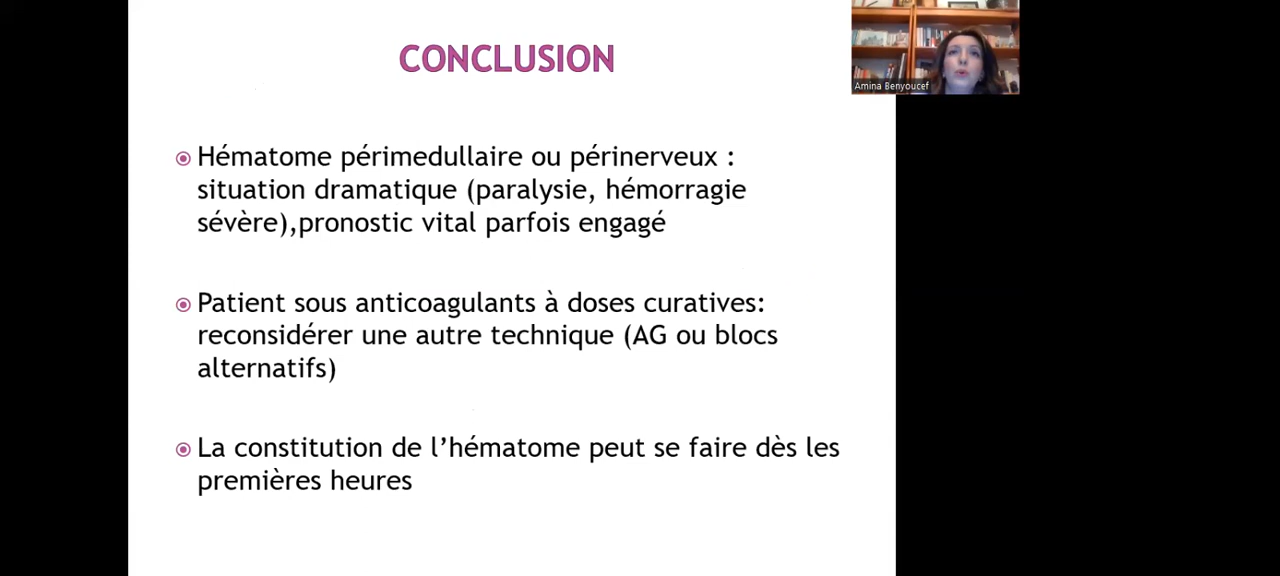 CONCLUSION
Amina Benyoucef
Hématome périmedullaire ou périnerveux :
situation dramatique (paralysie, hémorragie
sévère),pronostic vital parfois engagé
Patient sous anticoagulants à doses curatives:
reconsidérer une autre technique (AG ou blocs
alternatifs)
La constitution de l’hématome peut se faire dès les
premières heures